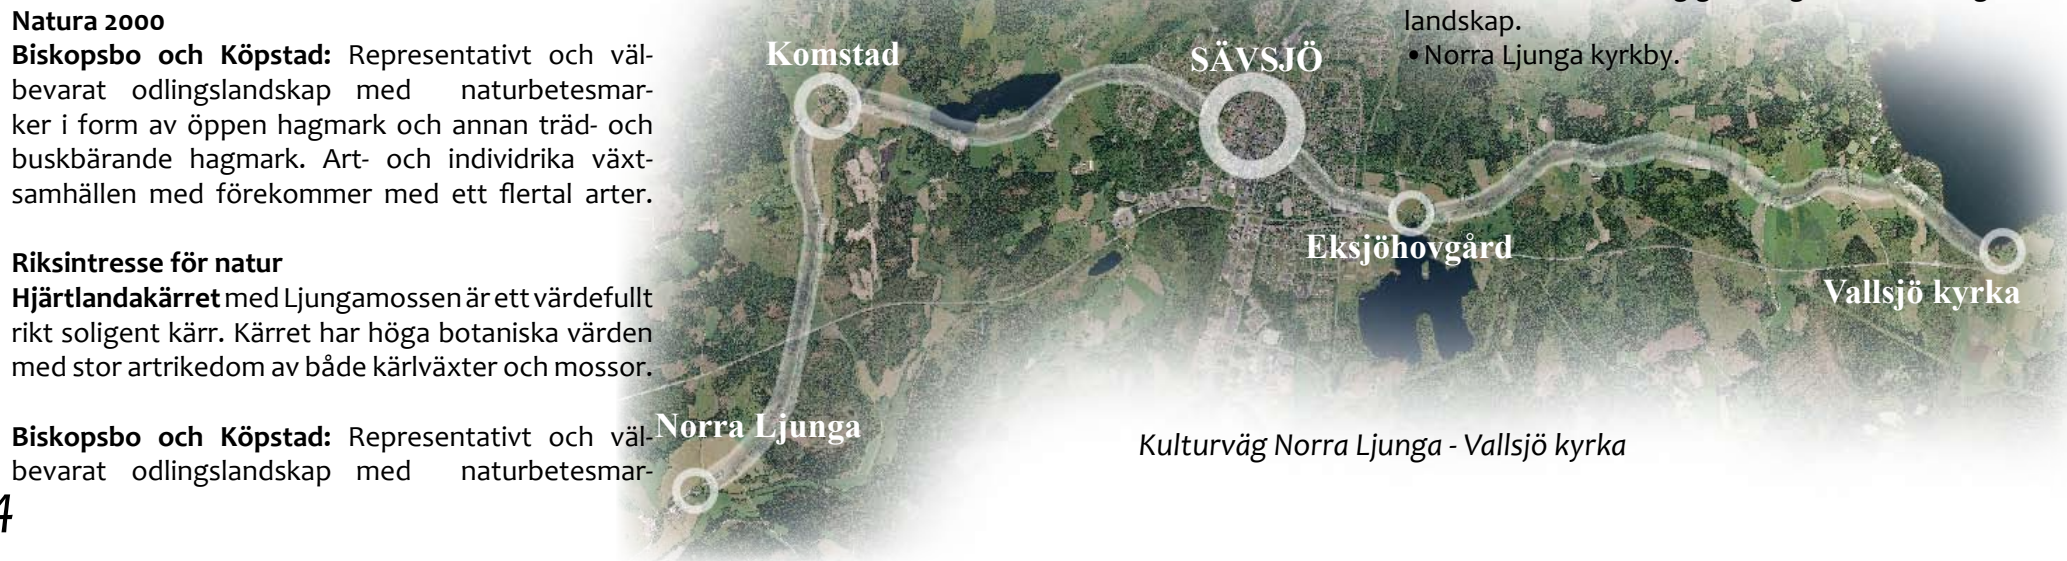 Natura 2000
Biskopsbo och Köpstad: Representativt och väl-
bevarat odlingslandskap med naturbetesmar-
ker i form av öppen hagmark och annan träd- och
buskbärande hagmark. Art- och individrika växt-
samhällen med förekommer med ett flertal arter.
Riksintresse för natur
Hjärtlandakärret med Ljungamossen är ett värdefullt
rikt soligent kärr. Kärret har höga botaniska värden
med stor artrikedom av både kärlväxter och mossor.
Biskopsbo och Köpstad: Representativt och väl-
bevarat odlingslandskap med naturbetesmar-
4
landskap.
• Norra Ljunga kyrkby.
Komstad
SÄVSJÖ
Eksjöhovgård
Vallsjö kyrka
Norra Ljunga
Kulturväg Norra Ljunga - Vallsjö kyrka